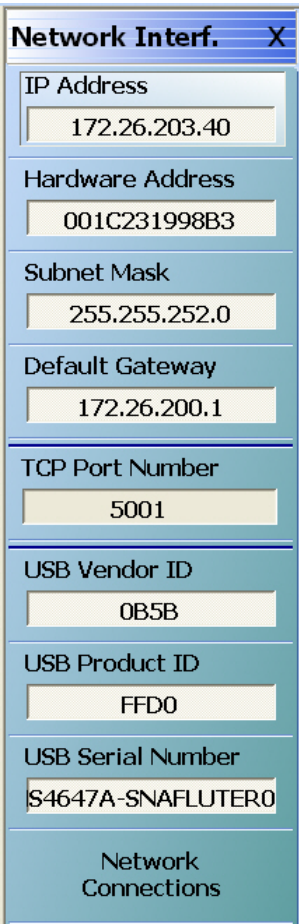 Network Interf. X
IP Address
172.26.203.40
Hardware Address
001C231998B3
Subnet Mask
255.255.252.0
Default Gateway
172.26.200.1
TCP Port Number
5001
USB Vendor ID
0B5B
USB Product ID
FFD0
USB Serial Number
S4647A-SNAFLUTER0
Network
Connections